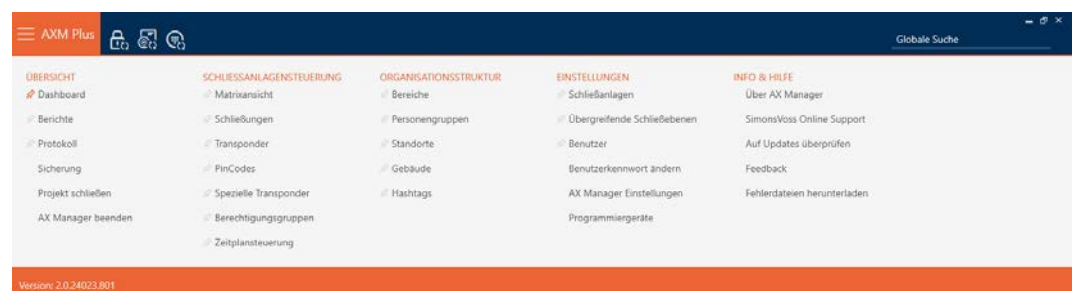 AXM Plus
Globale Suche
ÜBERSICHT
Dashboard
Berichte
Protokoll
Sicherung
Projekt schließen
AX Manager beenden
SCHLIESSANLAGENSTEUERUNG
Matrixansicht
Schließungen
Transponder
PinCodes
Spezielle Transponder
Berechtigungsgruppen
Zeitplansteuerung
ORGANISATIONSSTRUKTUR
Bereiche
Personengruppen
Standorte
Gebäude
Hashtags
EINSTELLUNGEN
Schließanlagen
Übergreifende Schließebenen
Benutzer
Benutzerkennwort ändern
AX Manager Einstellungen
Programmiergeräte
INFO & HILFE
Über AX Manager
SimonsVoss Online Support
Auf Updates überprüfen
Feedback
Fehlerdateien herunterladen
Version: 2.0.24023.801